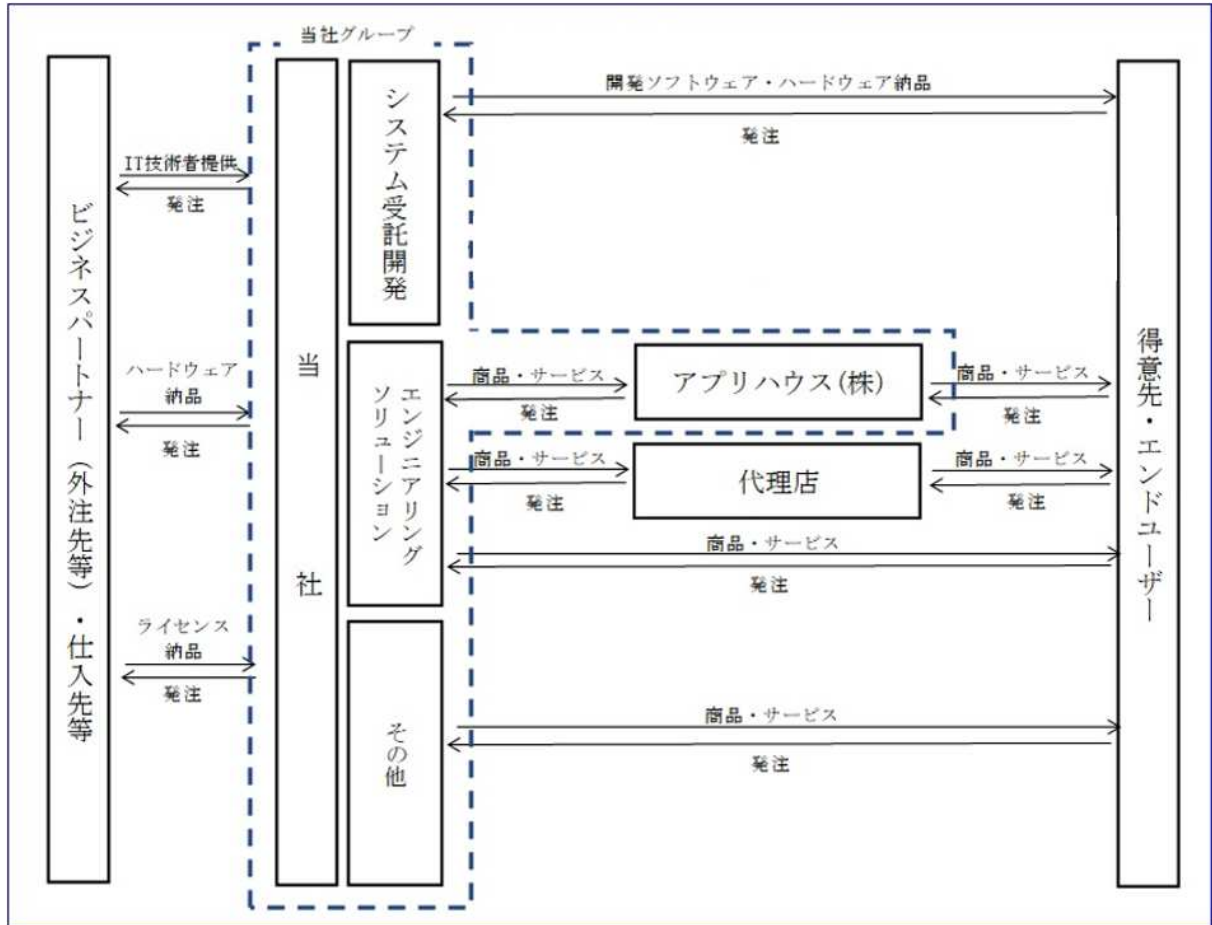 当社グループ
ビジネスパートナー(外注先等)・仕入先等
IT技術者提供
発注
ハードウェア
納品
発注
ライセンス
納品
発注
当社
システム受託開発
エンジニアリング
ソリューション
その他
開発ソフトウェア・ハードウェア納品
発注
商品・サービス
発注
アプリハウス(株)
商品・サービス
発注
商品・サービス
発注
代理店
商品・サービス
発注
商品・サービス
発注
商品・サービス
発注
得意先・エンドユーザー